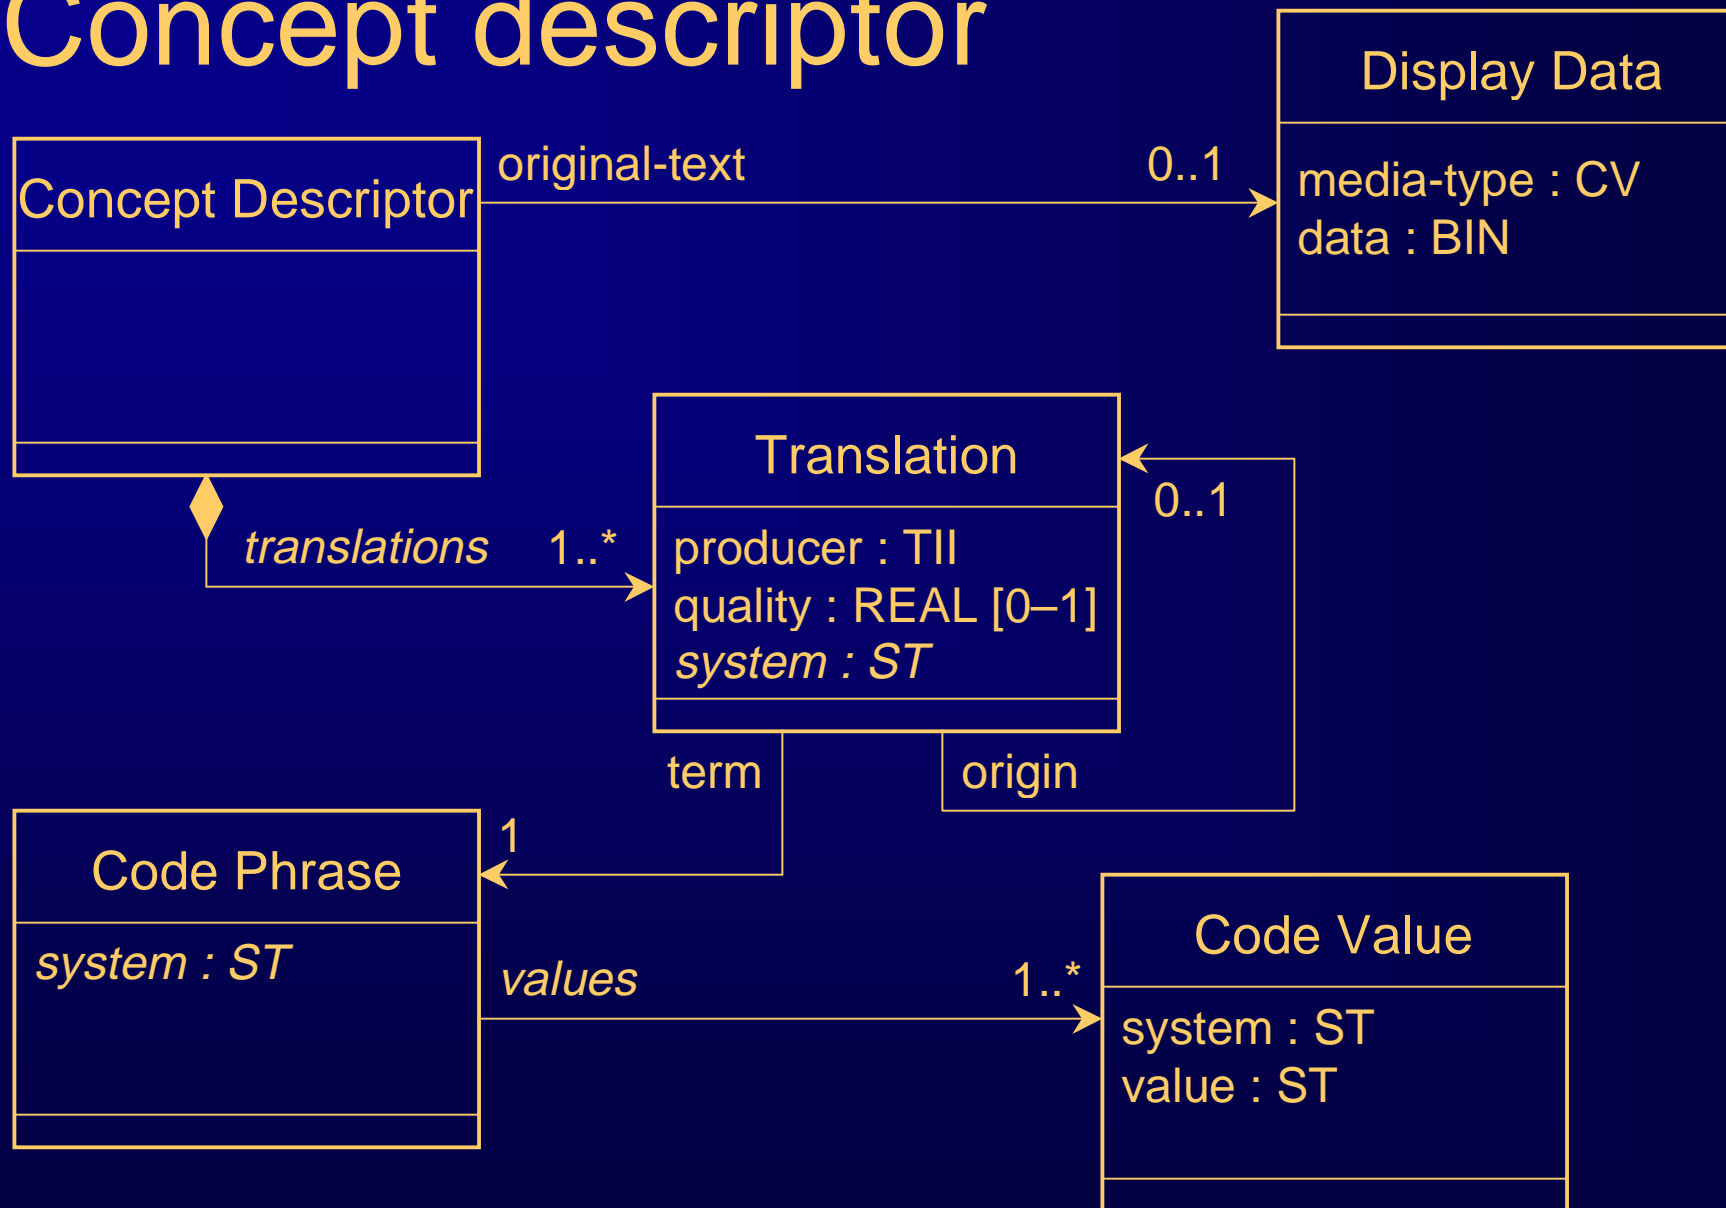 Concept descriptor
Display Data
media-type : CV
data : BIN
Concept Descriptor
original-text
0..1
Translation
producer : TII
quality : REAL [0–1]
system : ST
translations
1..*
0..1
term
origin
1
Code Phrase
system : ST
values
1..*
Code Value
system : ST
value : ST